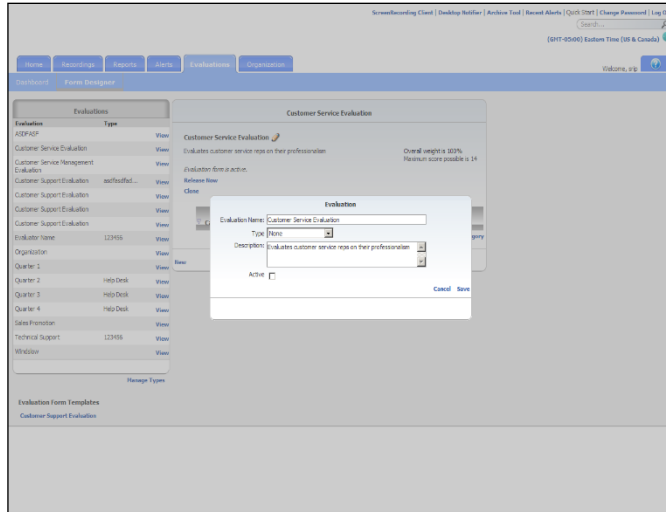 ScreenRecording Client | Desktop Notifier | Archive Tool | Recent Alerts | Quick Start | Change Password | Log
Search...
(GMT-05:00) Eastern Time (US & Canada)
Home Recordings Reports Alerts Evaluations Organization
Welcome, wip
Dashboard Form Designer
Evaluations
Evaluation Type
ASDFASF View
Customer Service Evaluation View
Customer Service Management Evaluation View
Customer Support Evaluation View
Customer Support Evaluation View
Customer Support Evaluation View
Customer Support Evaluation View
Evaluator Name 123456 View
Organization View
Quarter 1 View
Quarter 2 Help Desk View
Quarter 3 Help Desk View
Quarter 4 Help Desk View
Sales Promotion View
Technical Support 123456 View
Windslow View
Manage Types
Evaluation Form Templates
Customer Support Evaluation
Customer Service Evaluation
Customer Service Evaluation
Evaluates customer service reps on their professionalism
Overall weight is 103%
Maximum score possible is 14
Evaluation form is active.
Release Now
Clone
New
Evaluation
Evaluation Name: Customer Service Evaluation
Type None
Description: Evaluates customer service reps on their professionalism
Active
Cancel Save